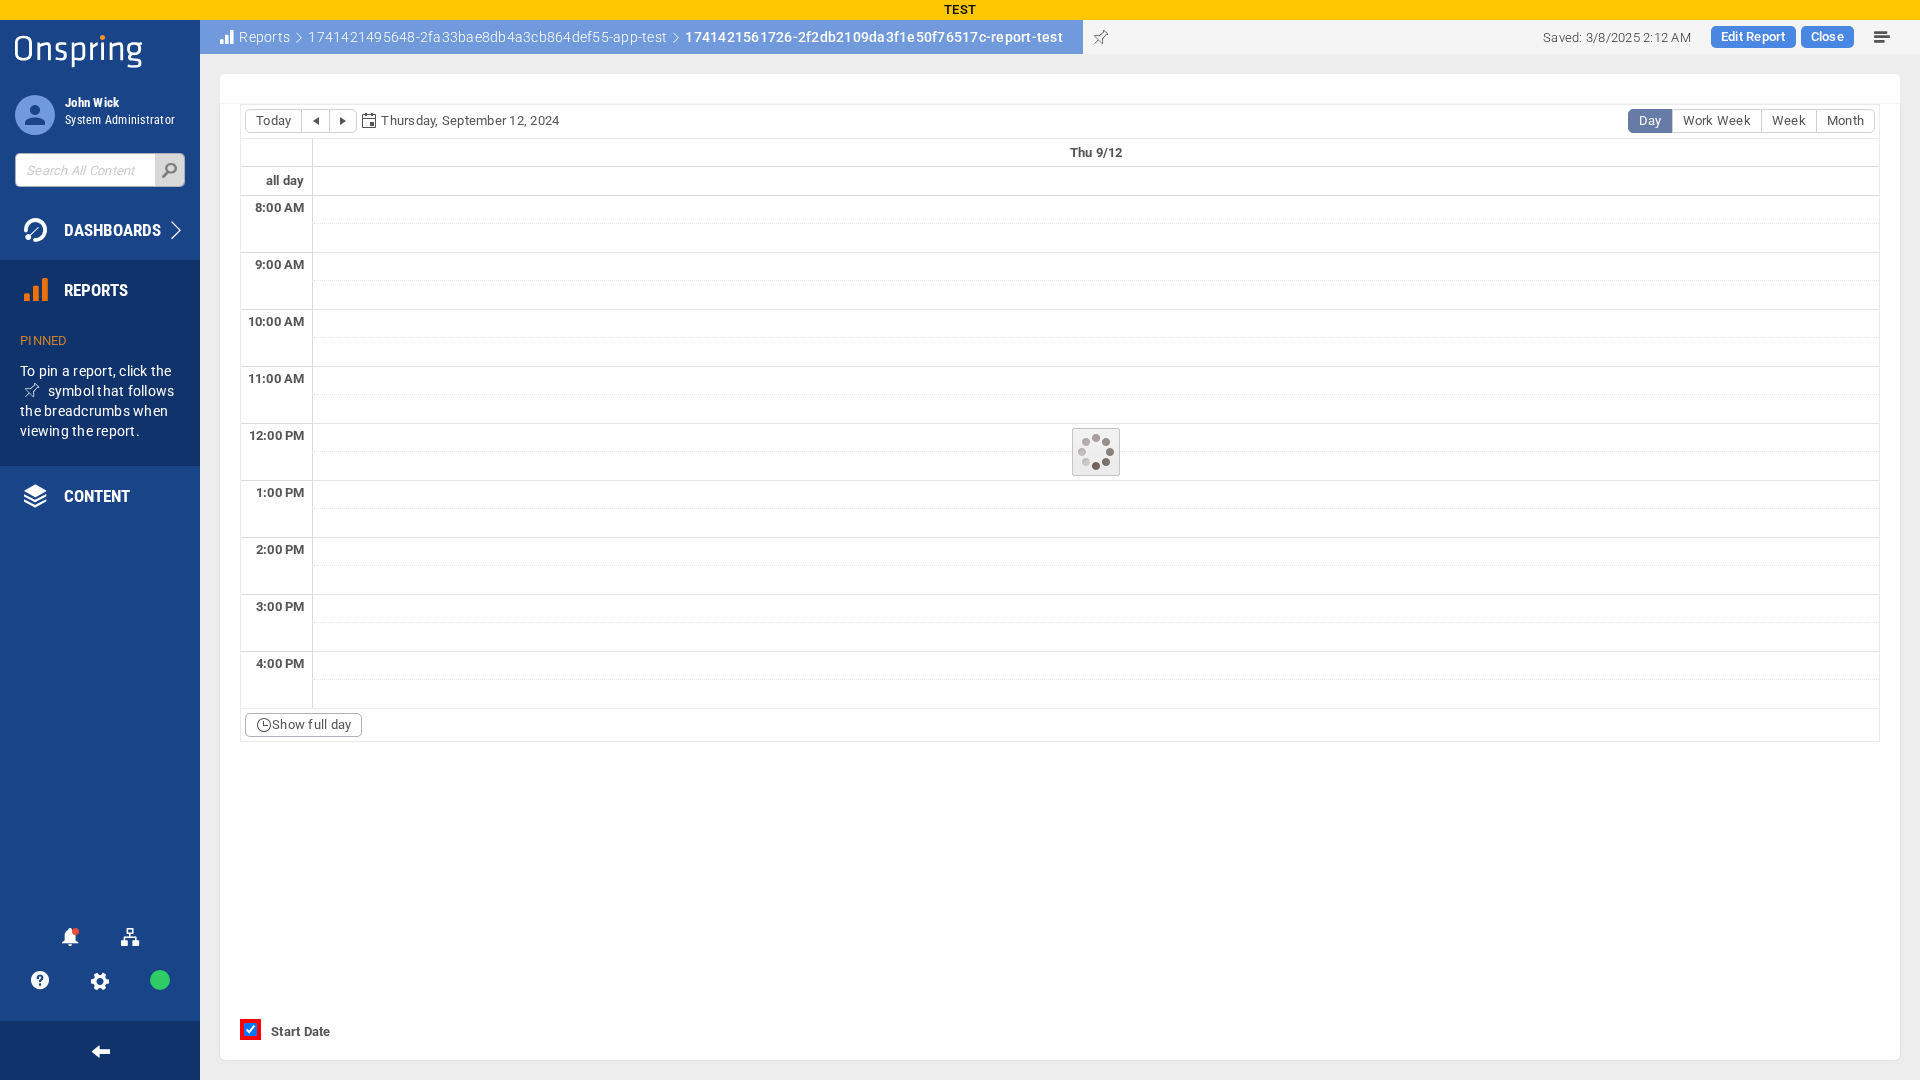 TEST
Onspring
Reports 1741421495648-2fa33bae8db4a3cb864def55-app-test 1741421561726-2f2db2109da3f1e50f76517c-report-test
Saved: 3/8/2025 2:12 AM Edit Report Close
John Wick
System Administrator
Search All Content
DASHBOARDS
REPORTS
PINNED
To pin a report, click the
symbol that follows
the breadcrumbs when
viewing the report.
CONTENT
Today Thursday, September 12, 2024 Day Work Week Week Month
Thu 9/12
all day
8:00 AM
9:00 AM
10:00 AM
11:00 AM
12:00 PM
1:00 PM
2:00 PM
3:00 PM
4:00 PM
Show full day
Start Date